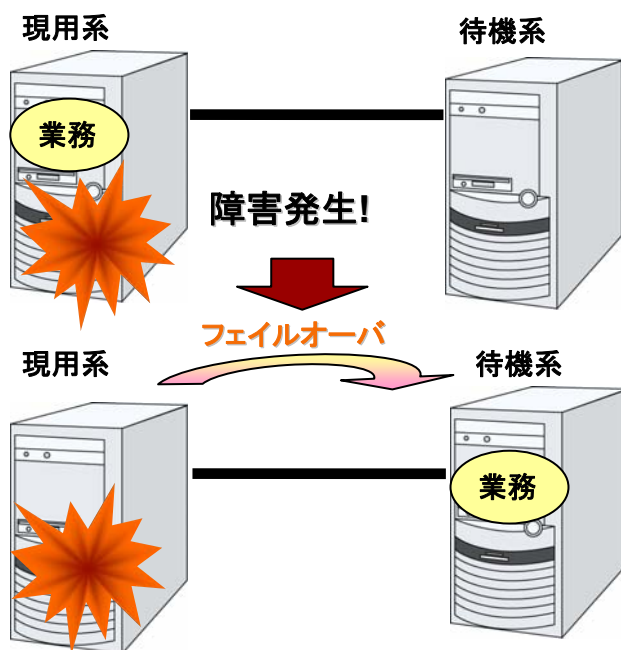 現用系
待機系
業務
障害発生!
フェイルオーバ
現用系
待機系
業務